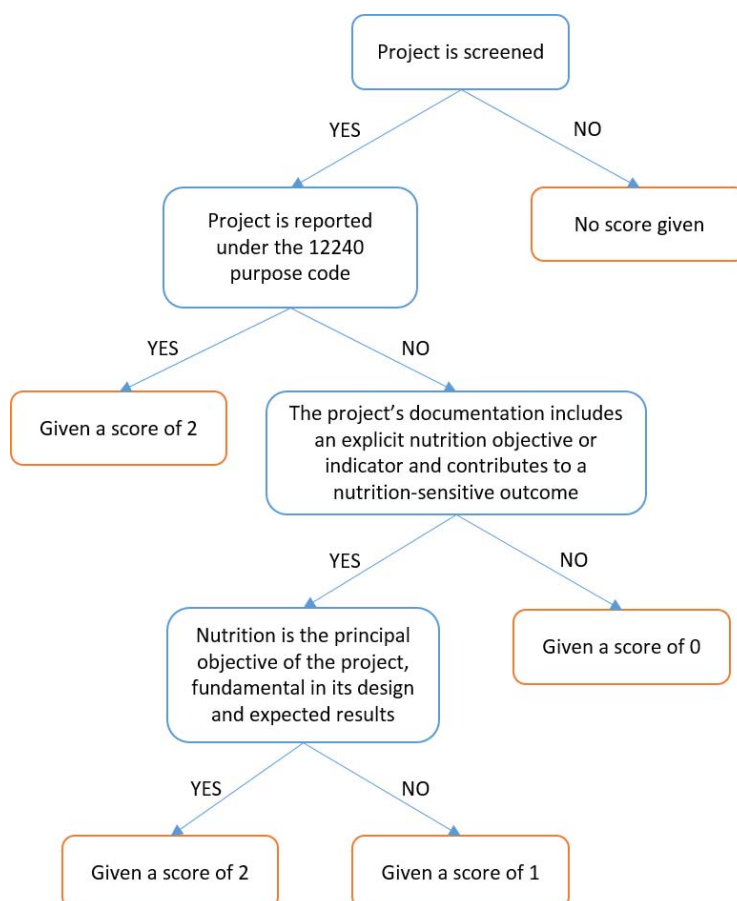 Project is screened
YES
NO
Project is reported
under the 12240
purpose code
No score given
YES
NO
Given a score of 2
The project’s documentation includes
an explicit nutrition objective or
indicator and contributes to a
nutrition-sensitive outcome
YES
NO
Nutrition is the principal
objective of the project,
fundamental in its design
and expected results
Given a score of 0
YES
NO
Given a score of 2
Given a score of 1